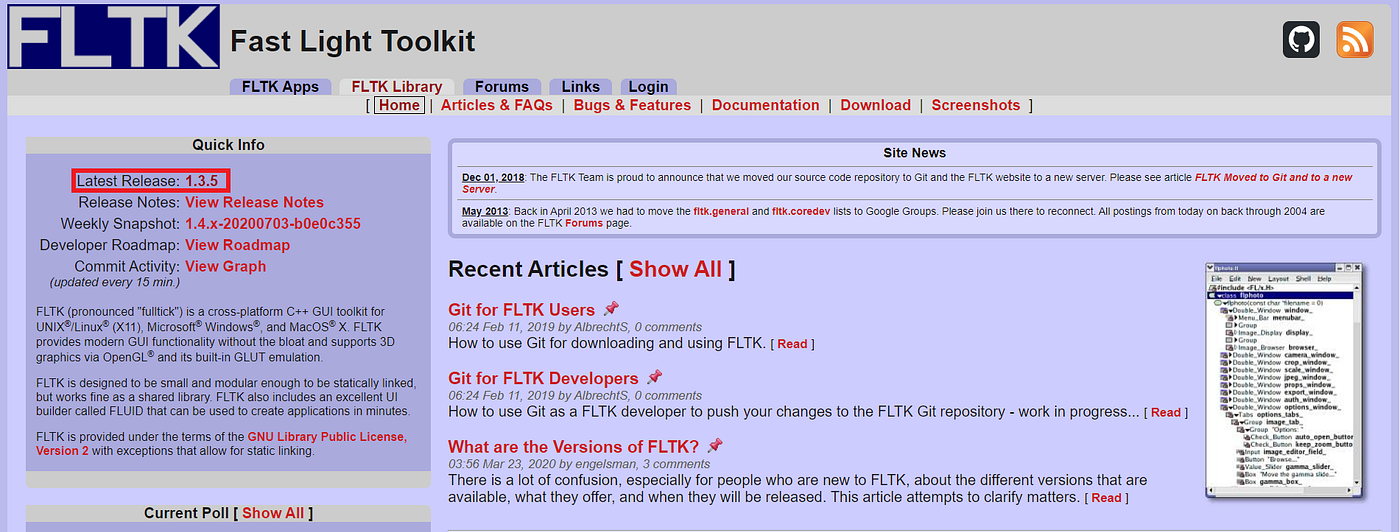 FLTK Fast Light Toolkit
FLTK Apps FLTK Library Forums Links Login
[ Home | Articles & FAQs | Bugs & Features | Documentation | Download | Screenshots ]
Quick Info
Latest Release: 1.3.5
Release Notes: View Release Notes
Weekly Snapshot: 1.4.x-20200703-b0e0c355
Developer Roadmap: View Roadmap
Commit Activity: View Graph
(updated every 15 min.)
FLTK (pronounced "fulltick") is a cross-platform C++ GUI toolkit for
UNIX®/Linux® (X11), Microsoft® Windows®, and MacOS® X. FLTK
provides modern GUI functionality without the bloat and supports 3D
graphics via OpenGL® and its built-in GLUT emulation.
FLTK is designed to be small and modular enough to be statically linked,
but works fine as a shared library. FLTK also includes an excellent UI
builder called FLUID that can be used to create applications in minutes.
FLTK is provided under the terms of the GNU Library Public License,
Version 2 with exceptions that allow for static linking.
Current Poll [ Show All ]
Site News
Dec 01, 2018: The FLTK Team is proud to announce that we moved our source code repository to Git and the FLTK website to a new server. Please see article FLTK Moved to Git and to a new
Server.
May 2013: Back in April 2013 we had to move the fltk.general and fltk.coredev lists to Google Groups. Please join us there to reconnect. All postings from today on back through 2004 are
available on the FLTK Forums page.
Recent Articles [ Show All ]
Git for FLTK Users
06:24 Feb 11, 2019 by AlbrechtS, 0 comments
How to use Git for downloading and using FLTK. [ Read ]
Git for FLTK Developers
06:24 Feb 11, 2019 by AlbrechtS, 0 comments
How to use Git as a FLTK developer to push your changes to the FLTK Git repository - work in progress... [ Read ]
What are the Versions of FLTK?
03:56 Mar 23, 2020 by engelsman, 3 comments
There is a lot of confusion, especially for people who are new to FLTK, about the different versions that are
available, what they offer, and when they will be released. This article attempts to clarify matters. [ Read ]
File Edit New Layout Shell Help
#include <FL/x.H>
class flphoto
flphoto(const char *filename = 0)
Double_Window window_
Menu_Bar menubar_
Group
Image_Display display_
Group
Image_Browser browser_
Double_Window camera_window_
Double_Window crop_window_
Double_Window scale_window_
Double_Window jpeg_window_
Double_Window props_window_
Double_Window export_window_
Double_Window auth_window_
Double_Window options_window_
Tabs options_tabs_
Group image_tab_
Group "Options: "
Check_Button auto_open_button
Check_Button keep_zoom_butto
Input image_editor_field_
Button "Browse..."
Value_Slider gamma_slider_
Box "Move the gamma slide...
Box gamma_box_